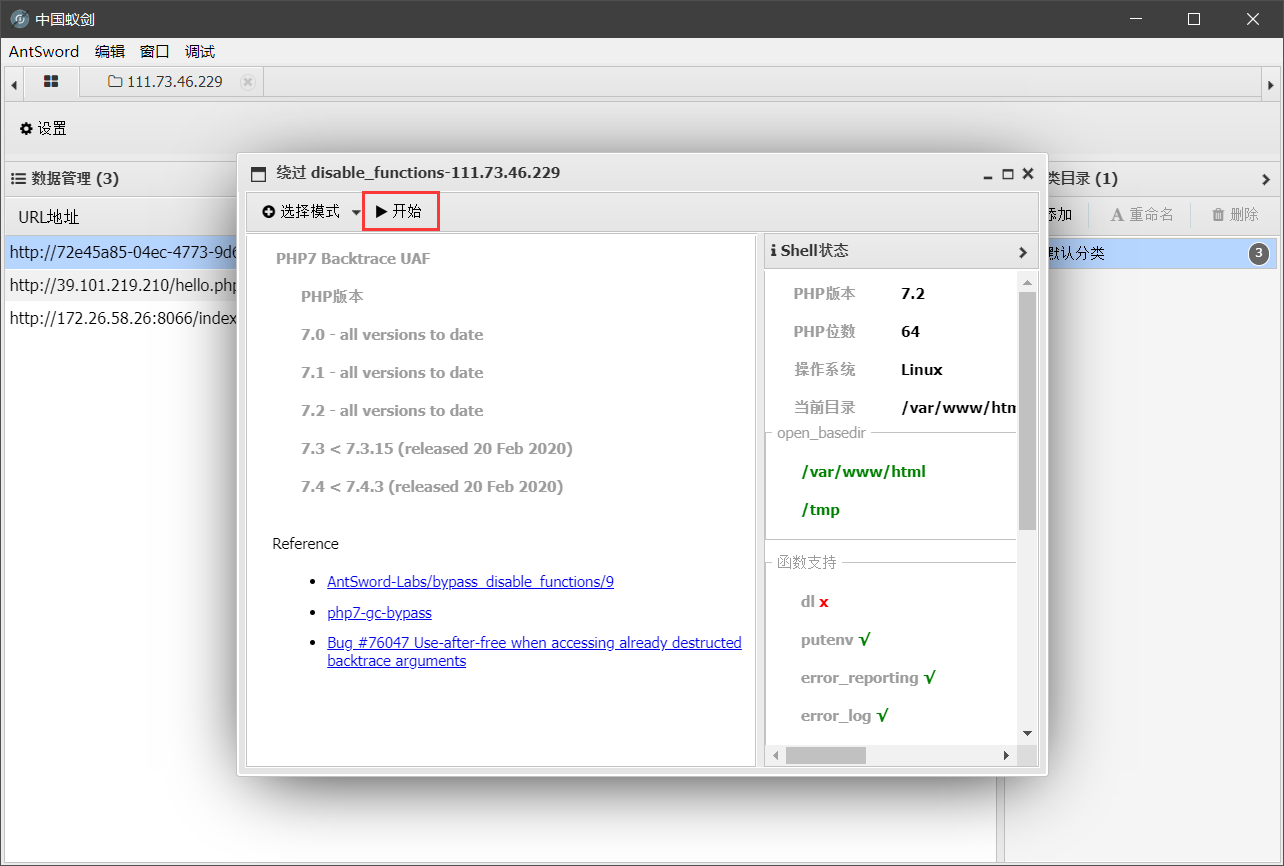 中国蚁剑
AntSword 编辑 窗口 调试
111.73.46.229
设置
数据管理 (3)
URL地址
http://72e45a85-04ec-4773-9d6
http://39.101.219.210/hello.php
http://172.26.58.26:8066/index
绕过 disable_functions-111.73.46.229
选择模式 开始
PHP7 Backtrace UAF
PHP版本
7.0 - all versions to date
7.1 - all versions to date
7.2 - all versions to date
7.3 < 7.3.15 (released 20 Feb 2020)
7.4 < 7.4.3 (released 20 Feb 2020)
Reference
AntSword-Labs/bypass_disable_functions/9
php7-gc-bypass
Bug #76047 Use-after-free when accessing already destructed
backtrace arguments
Shell状态
PHP版本 7.2
PHP位数 64
操作系统 Linux
当前目录 /var/www/htm
open_basedir
/var/www/html
/tmp
函数支持
dl x
putenv √
error_reporting √
error_log √
类目录 (1)
添加 重命名 删除
默认分类 3